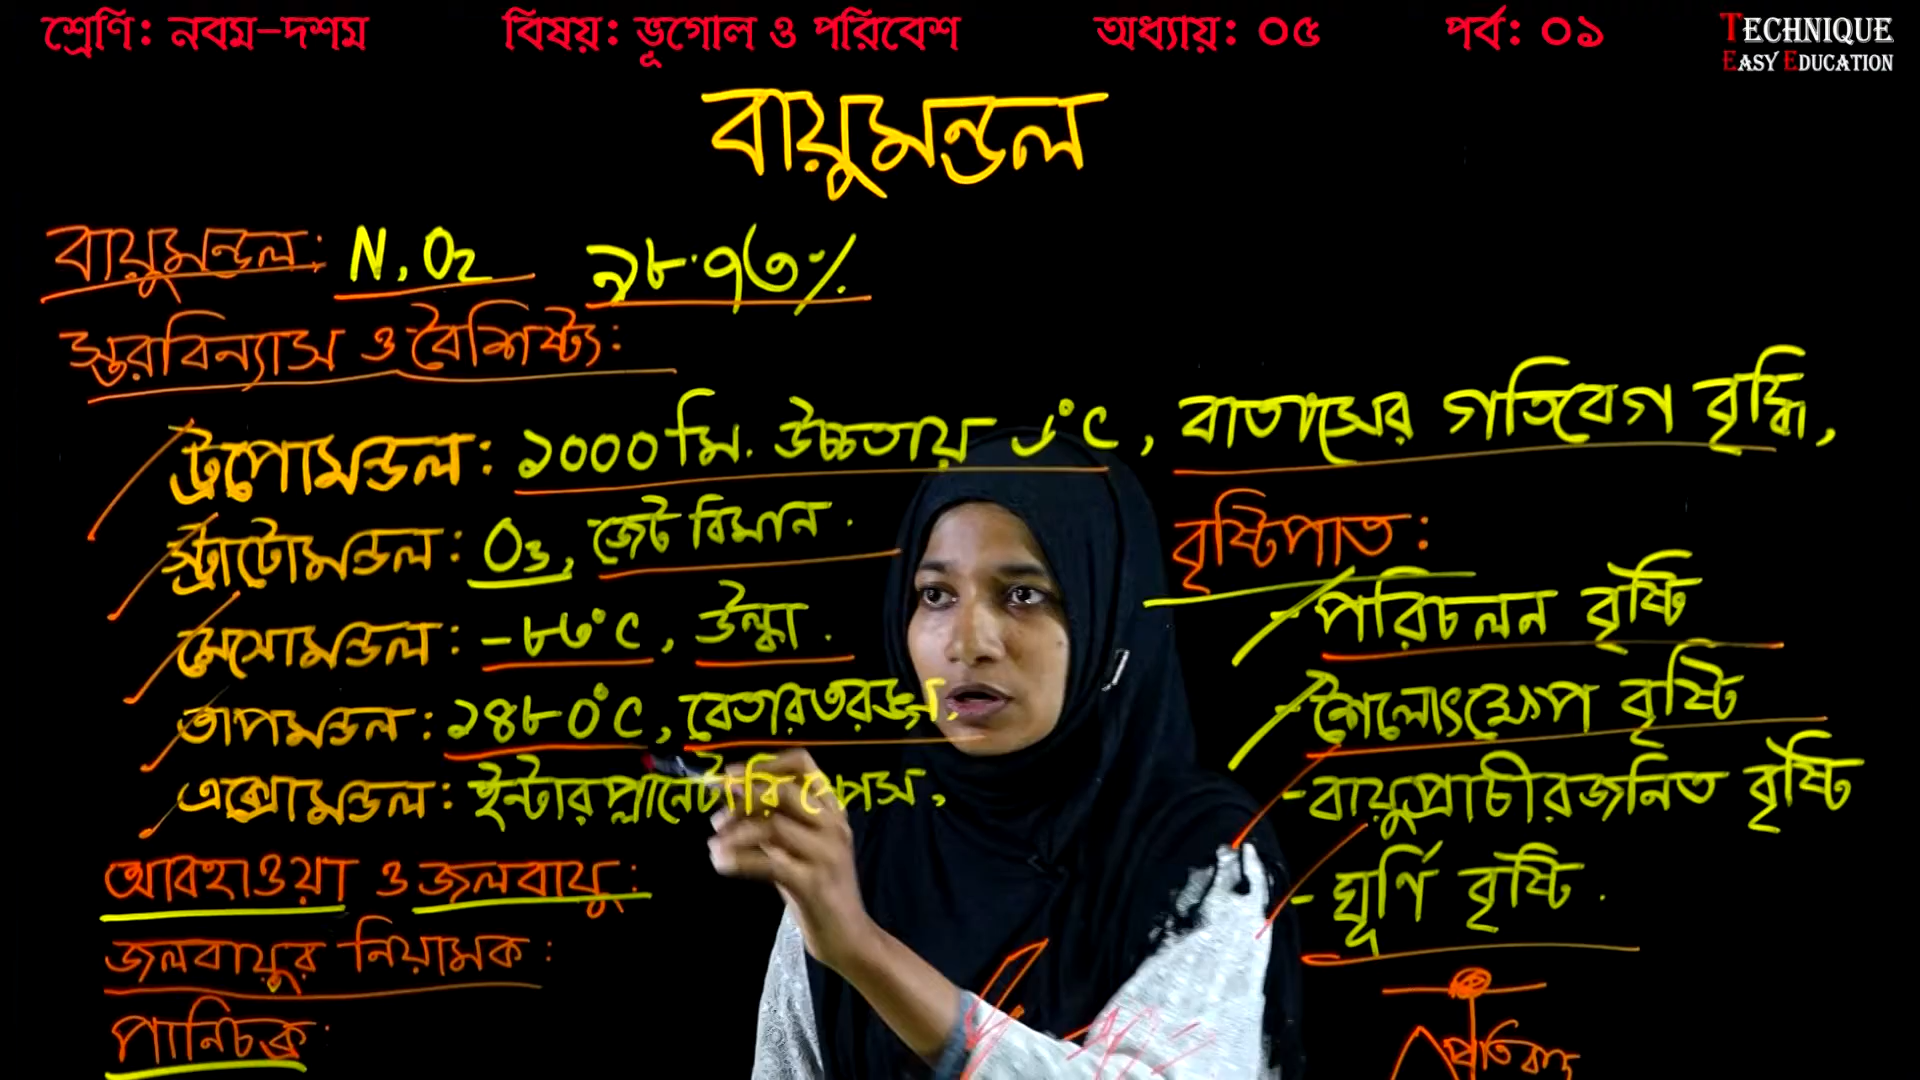 শ্রেণি: নবম-দশম বিষয়: ভূগোল ও পরিবেশ অধ্যায়: ০৫ পর্ব: ০১
TECHNIQUE
EASY EDUCATION
বায়ুমন্ডল
বায়ুমন্ডল: N, O₂ ৯৮.৭৩%
স্তরবিন্যাস ও বৈশিষ্ট্য:
ট্রপোমন্ডল: ১০০০ মি. উচ্চতায় ৬°C, বাতাসের গতিবেগ বৃদ্ধি,
স্ট্রাটোমন্ডল: O₃, জেট বিমান.
মেসোমন্ডল: -৮৩°C, উল্কা.
তাপমন্ডল: ১৪৮০°C, বেতারতরঙ্গ,
এক্সোমন্ডল: ইন্টারপ্লানেটারি স্পেস,
আবহাওয়া ও জলবায়ু:
জলবায়ুর নিয়ামক:
পানিচক্র
বৃষ্টিপাত:
- পরিচলন বৃষ্টি
- শৈলোৎক্ষেপ বৃষ্টি
- বায়ুপ্রাচীরজনিত বৃষ্টি
- ঘূর্ণি বৃষ্টি.